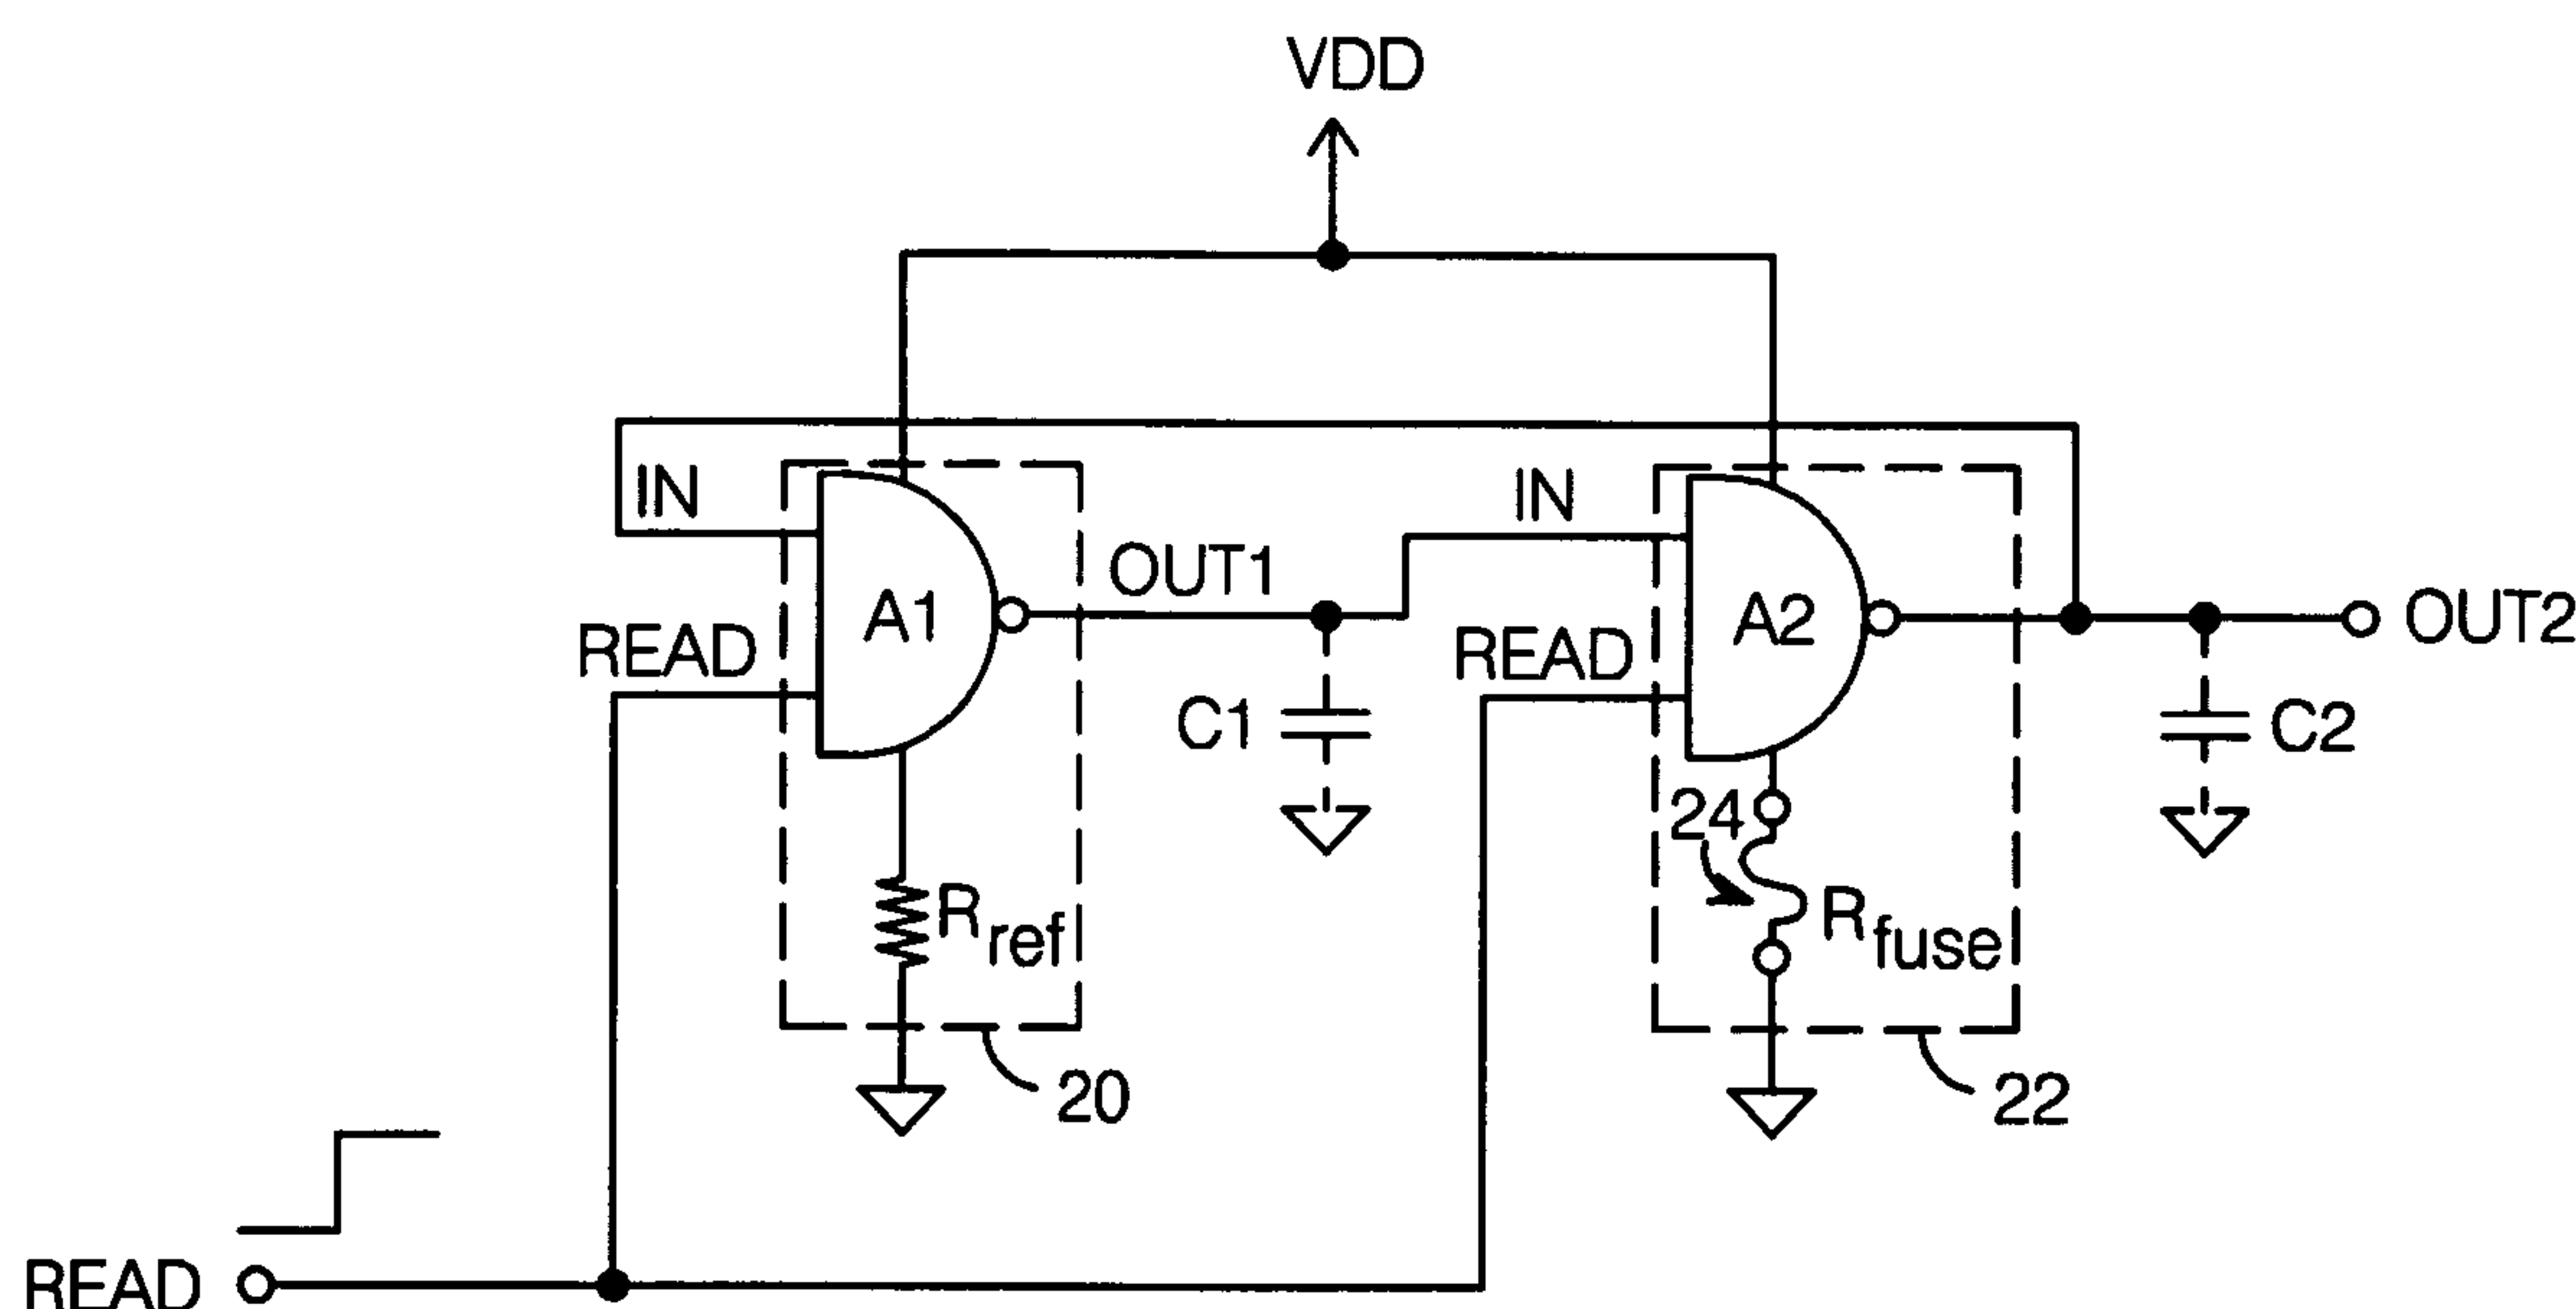 VDD
IN
IN
A1
OUT1
A2
OUT2
READ
READ
C1
C2
24
Rref
Rfuse
20
22
READ